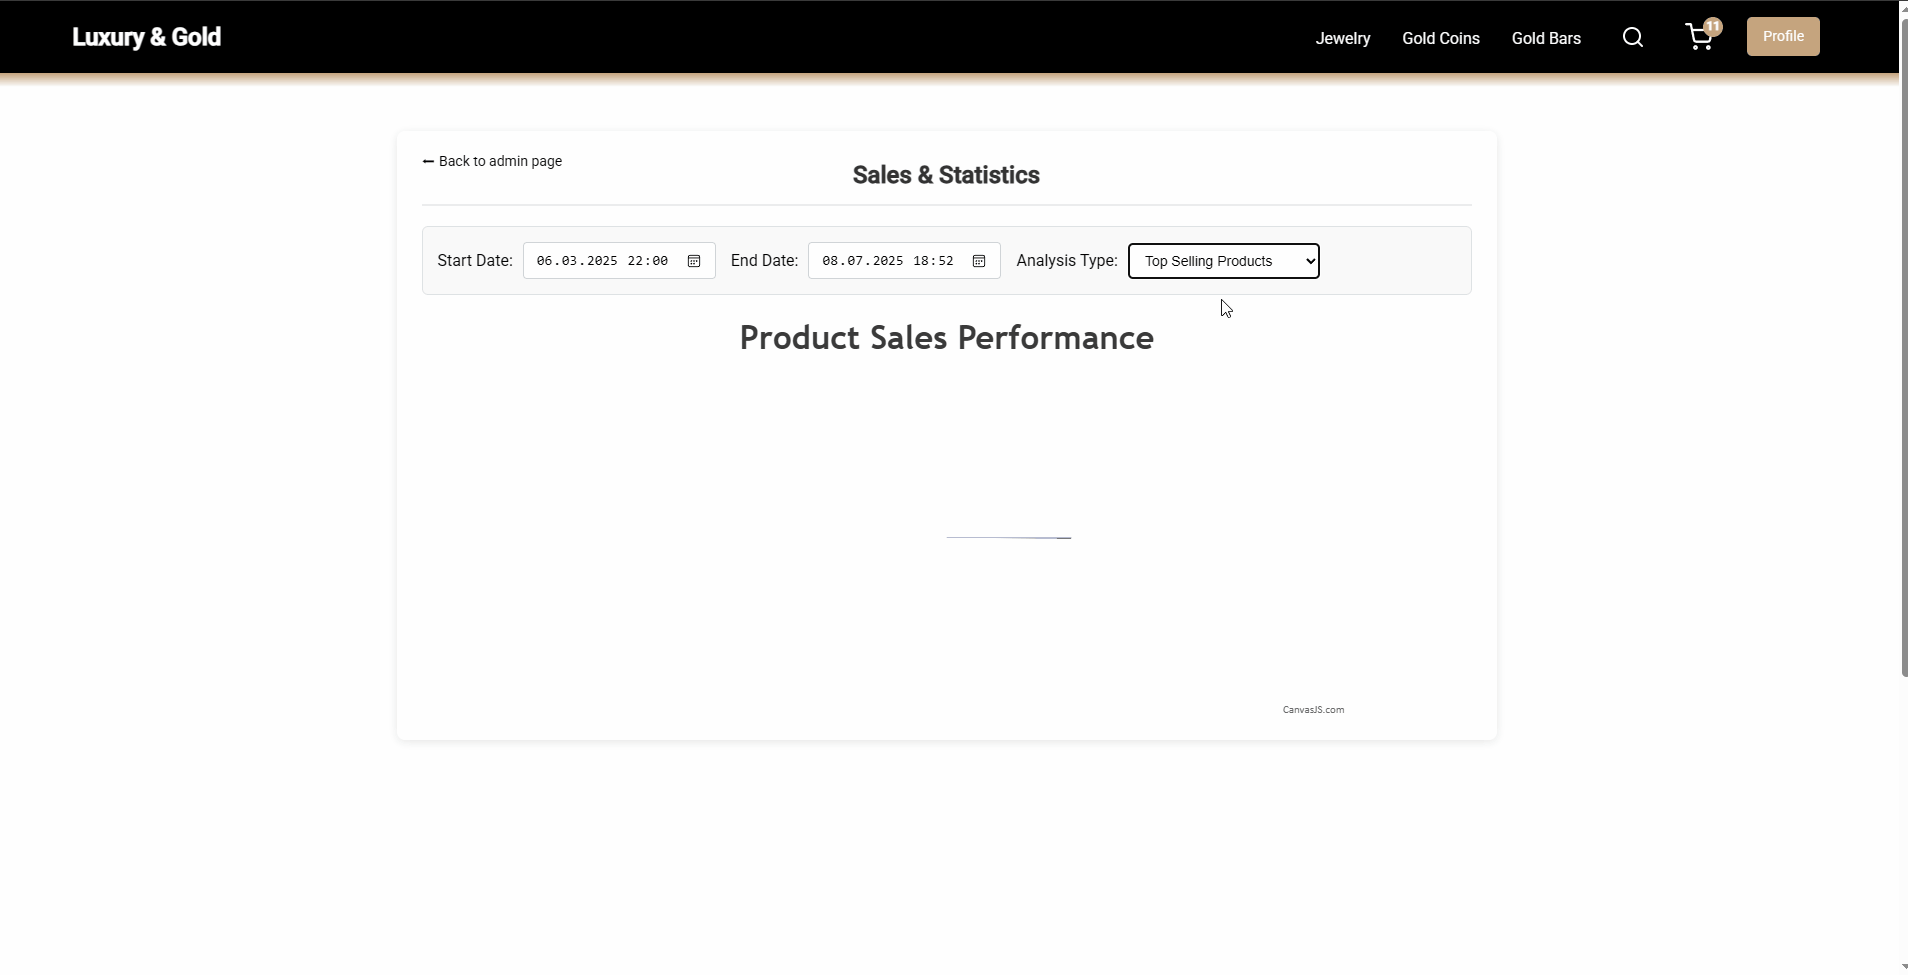 Luxury & Gold
Jewelry
Gold Coins
Gold Bars
11
Profile
Back to admin page
Sales & Statistics
Start Date: 06.03.2025 22:00 End Date: 08.07.2025 18:52 Analysis Type: Top Selling Products
Product Sales Performance
CanvasJS.com